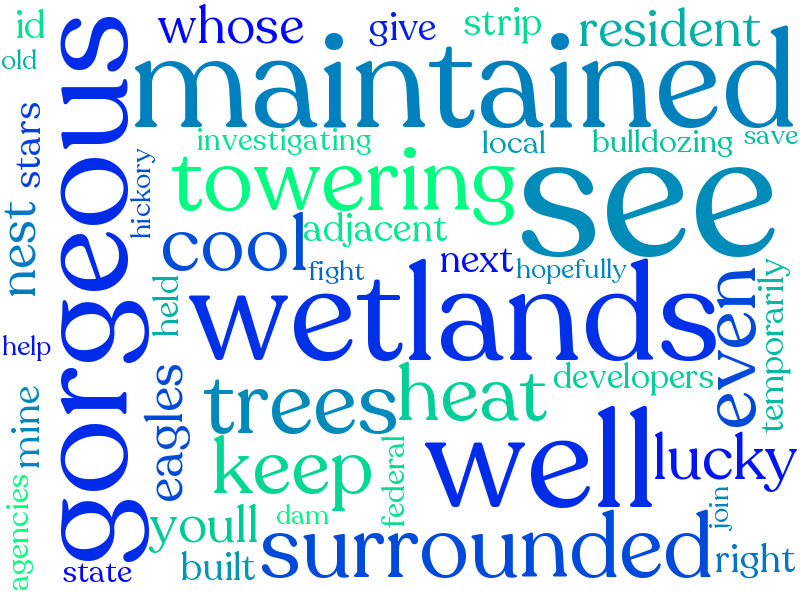 id
whose
give
strip
resident
old
maintained
gorgeous
stars
investigating
local
bulldozing
save
hickory
towering
see
nest
cool
adjacent
next
hopefully
fight
held
wetlands
even
temporarily
help
eagles
trees
heat
developers
mine
keep
federal
well
lucky
agencies
youll
dam
join
state
built
surrounded
right